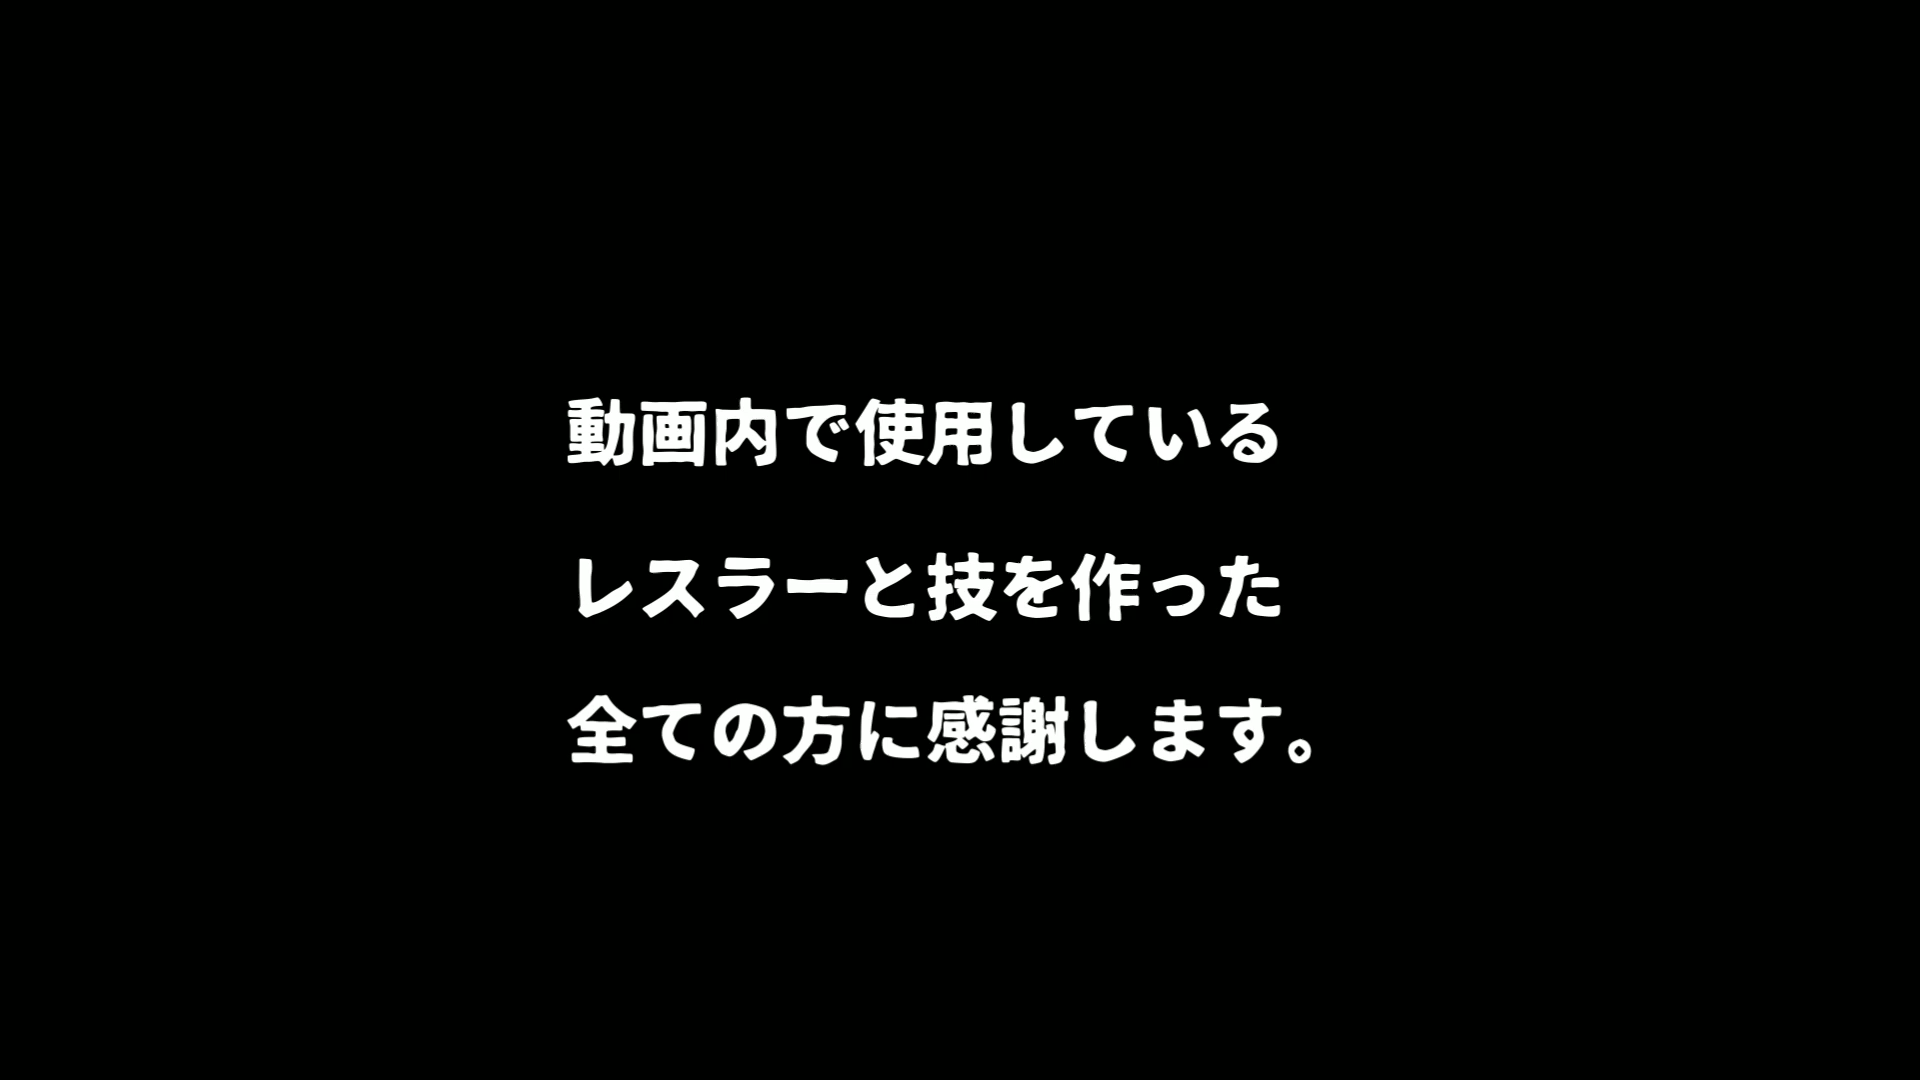 動画内で使用している
レスラーと技を作った
全ての方に感謝します。